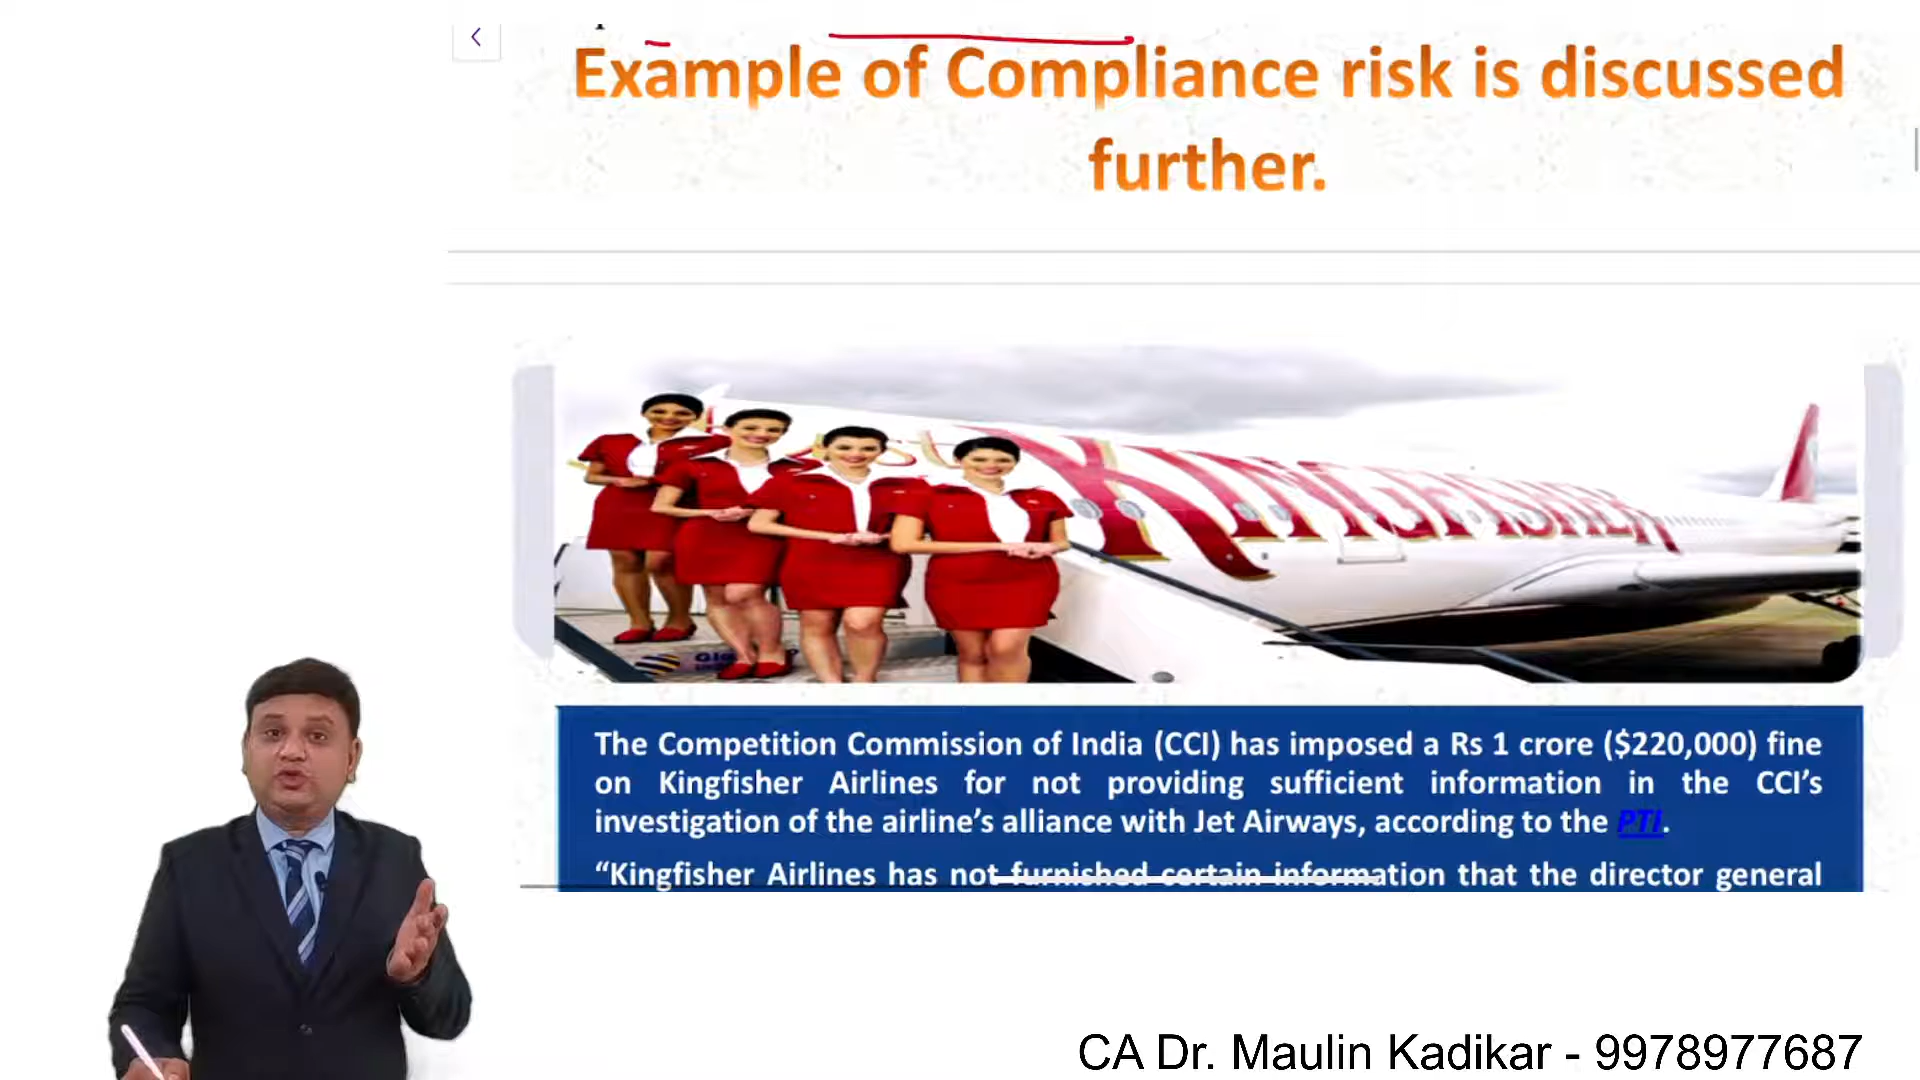 Example of Compliance risk is discussed
further.
KINGFISHER
The Competition Commission of India (CCI) has imposed a Rs 1 crore ($220,000) fine
on Kingfisher Airlines for not providing sufficient information in the CCI’s
investigation of the airline’s alliance with Jet Airways, according to the PTI.
“Kingfisher Airlines has not furnished certain information that the director general
CA Dr. Maulin Kadikar - 9978977687